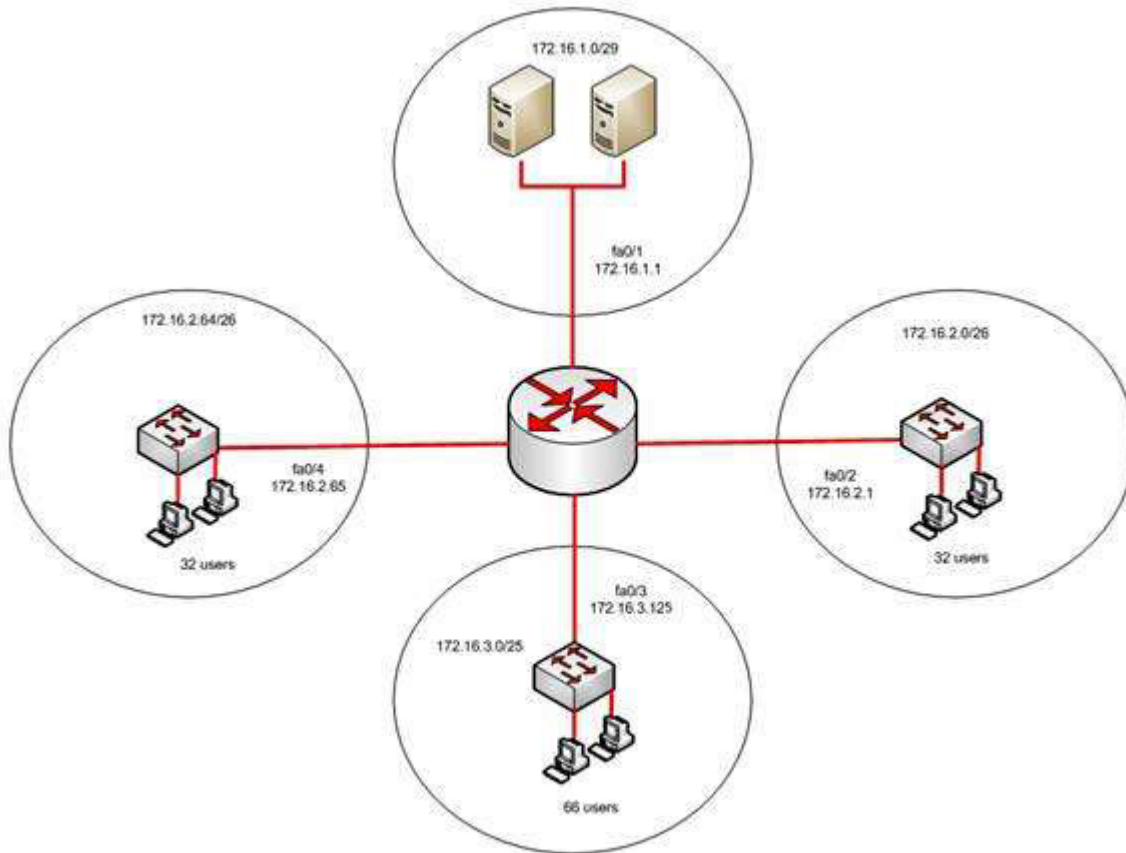 172.16.1.0/29
fa0/1
172.16.1.1
172.16.2.64/26
fa0/4
172.16.2.65
32 users
172.16.2.0/26
fa0/2
172.16.2.1
32 users
fa0/3
172.16.3.125
172.16.3.0/25
66 users